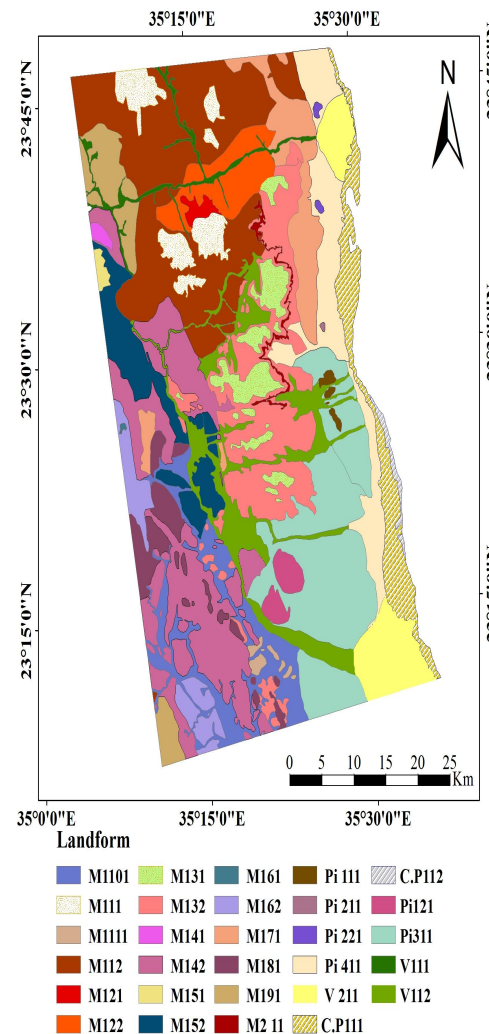 35°15'0"E 35°30'0"E
N
23°45'0"N
23°30'0"N
23°15'0"N
0 5 10 15 20 25
Km
35°0'0"E 35°15'0"E 35°30'0"E
Landform
M1101 M131 M161 Pi 111 C.P112
M111 M132 M162 Pi 211 Pi121
M1111 M141 M171 Pi 221 Pi311
M112 M142 M181 Pi 411 V111
M121 M151 M191 V 211 V112
M122 M152 M2 11 C.P111